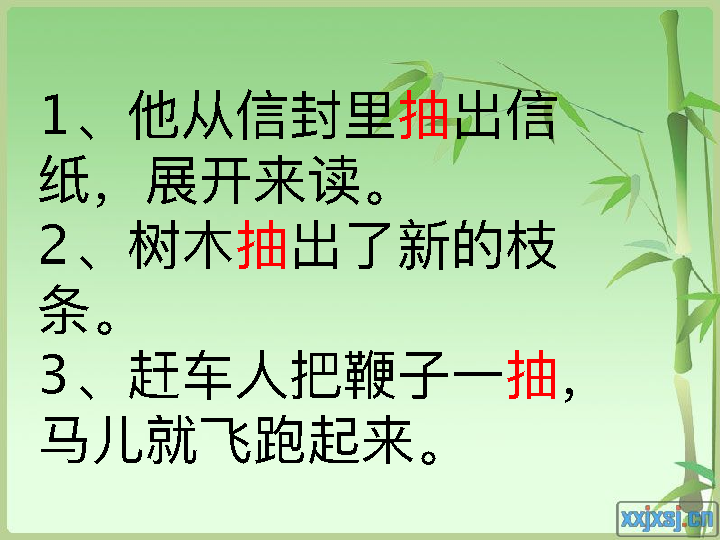 1、他从信封里抽出信
纸，展开来读。
2、树木抽出了新的枝
条。
3、赶车人把鞭子一抽，
马儿就飞跑起来。
xxjxsj.cn